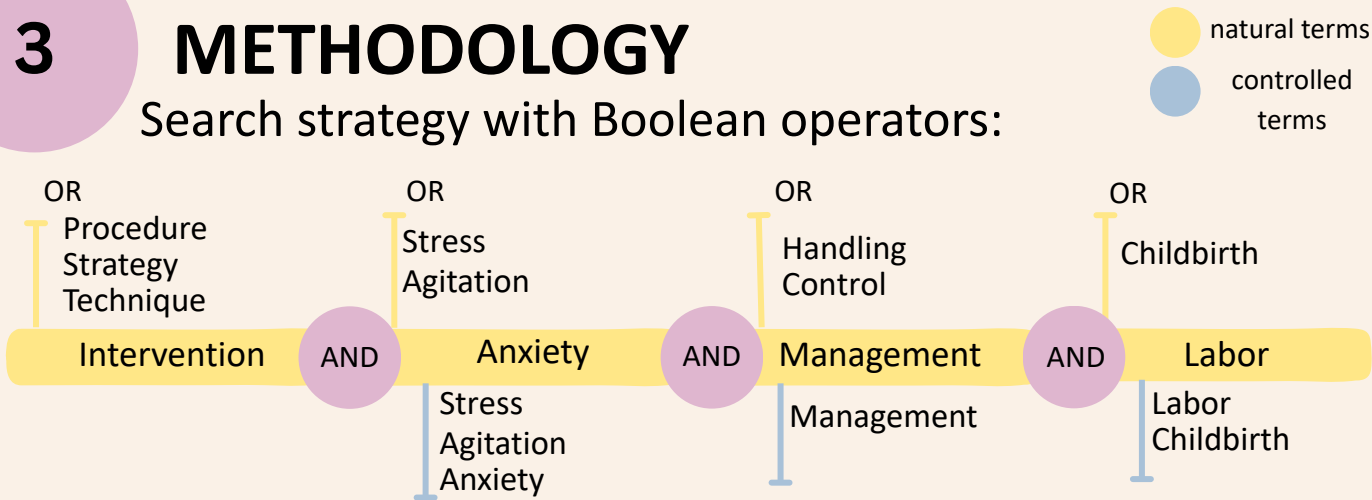 3
METHODOLOGY
Search strategy with Boolean operators:
natural terms
controlled
terms
OR
Procedure
Strategy
Technique
OR
Stress
Agitation
OR
Handling
Control
OR
Childbirth
Intervention
AND
Anxiety
AND
Management
AND
Labor
Stress
Agitation
Anxiety
Management
Labor
Childbirth